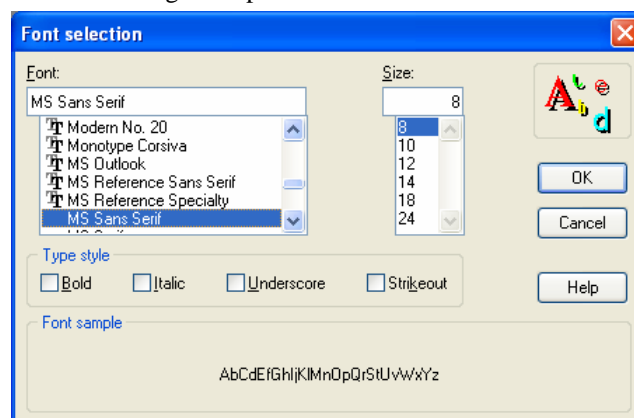 Font selection
Font: Size:
MS Sans Serif 8
Modern No. 20 8
Monotype Corsiva 10
MS Outlook 12
MS Reference Sans Serif 14
MS Reference Specialty 18
MS Sans Serif 24
OK
Cancel
Type style
Bold Italic Underscore Strikeout
Help
Font sample
AbCdEfGhIjKlMnOpQrStUvWxYz